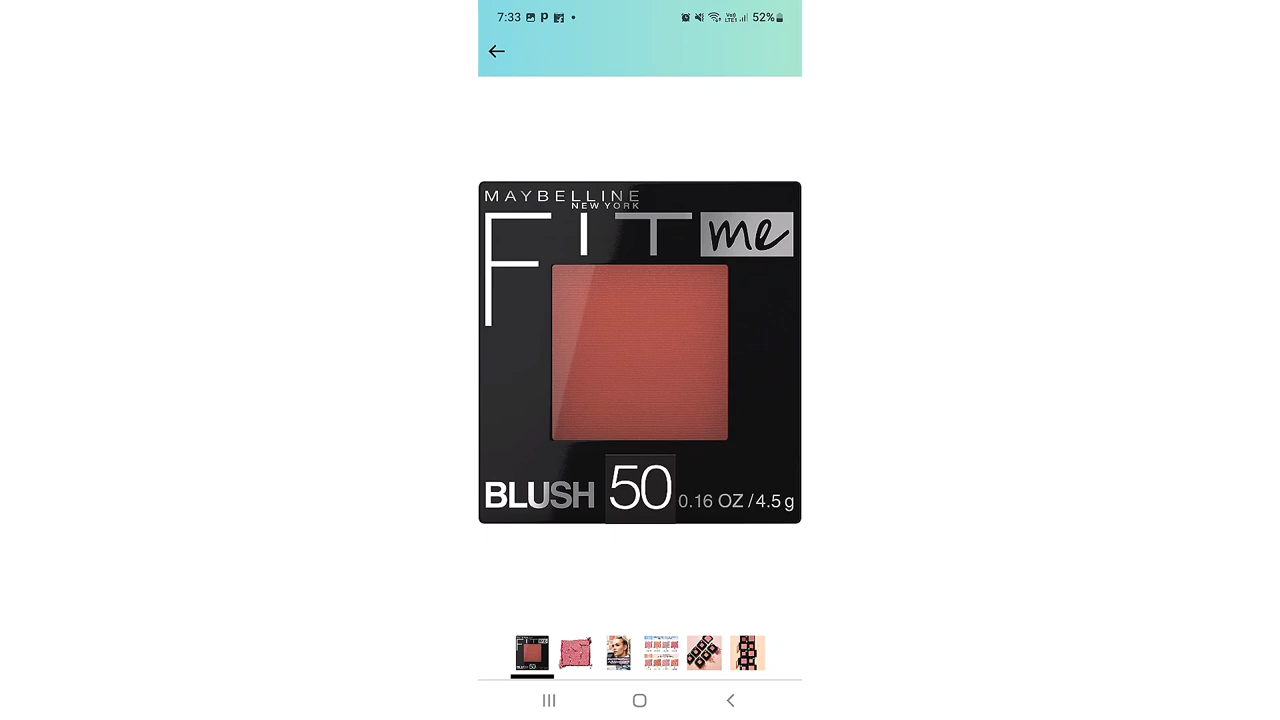 7:33
52%
MAYBELLINE
NEW YORK
FIT me
BLUSH 50 0.16 OZ / 4.5 g